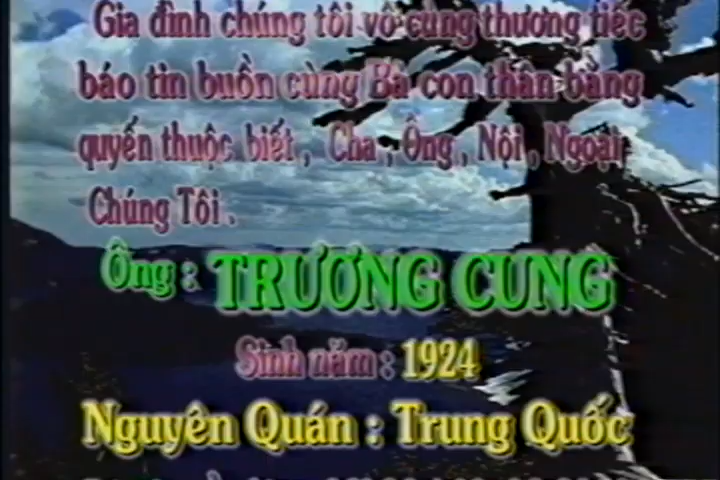 Gia đình chúng tôi vô cùng thương tiếc
báo tin buồn cùng Bà con thân bằng
quyến thuộc biết , Cha , Ông , Nội , Ngoại
Chúng Tôi .
Ông : TRƯƠNG CUNG
Sinh năm : 1924
Nguyên Quán : Trung Quốc